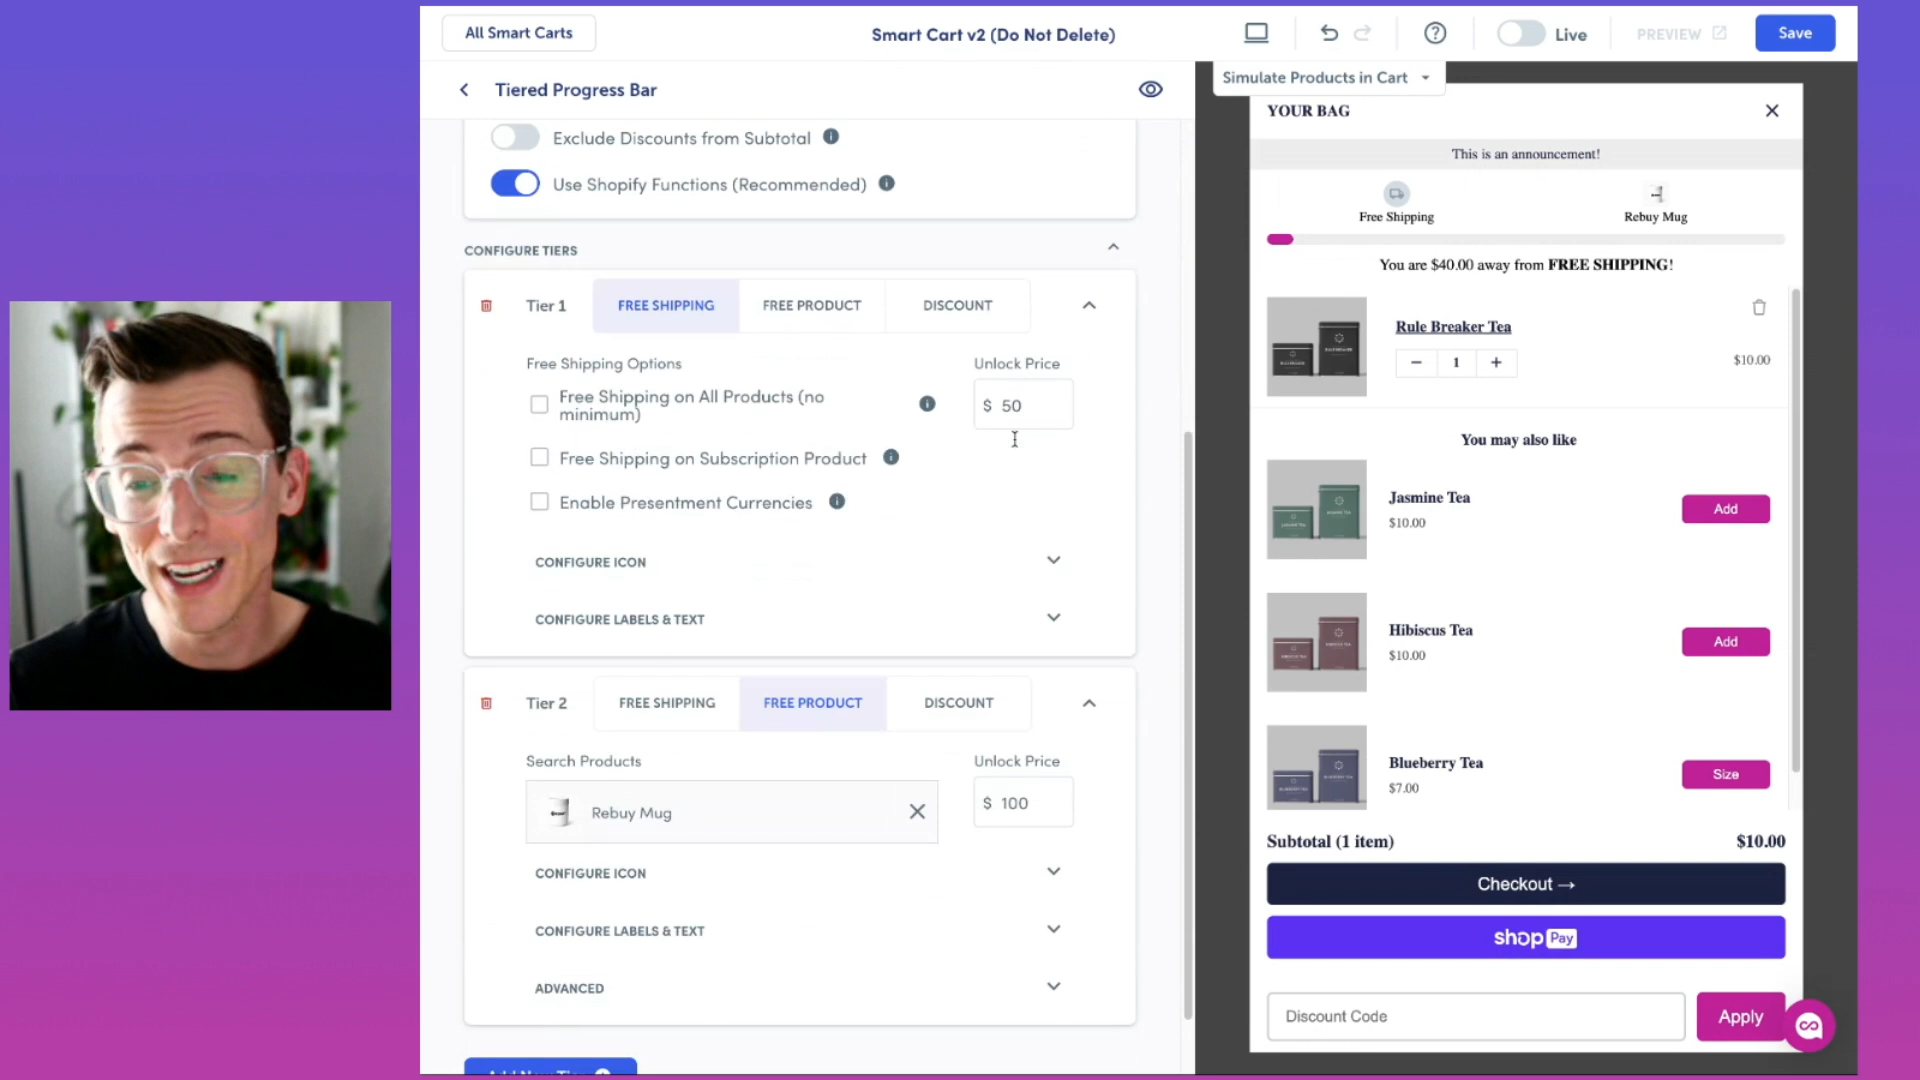 All Smart Carts
Smart Cart v2 (Do Not Delete)
Live
PREVIEW
Save
Tiered Progress Bar
Simulate Products in Cart
Exclude Discounts from Subtotal
Use Shopify Functions (Recommended)
CONFIGURE TIERS
Tier 1
FREE SHIPPING
FREE PRODUCT
DISCOUNT
Free Shipping Options
Unlock Price
Free Shipping on All Products (no
minimum)
$ 50
Free Shipping on Subscription Product
Enable Presentment Currencies
CONFIGURE ICON
CONFIGURE LABELS & TEXT
Tier 2
FREE SHIPPING
FREE PRODUCT
DISCOUNT
Search Products
Unlock Price
Rebuy Mug
$ 100
CONFIGURE ICON
CONFIGURE LABELS & TEXT
ADVANCED
YOUR BAG
This is an announcement!
Free Shipping
Rebuy Mug
You are $40.00 away from FREE SHIPPING!
Rule Breaker Tea
− 1 +
$10.00
You may also like
Jasmine Tea
$10.00
Add
Hibiscus Tea
$10.00
Add
Blueberry Tea
$7.00
Size
Subtotal (1 item)
$10.00
Checkout →
shop Pay
Discount Code
Apply